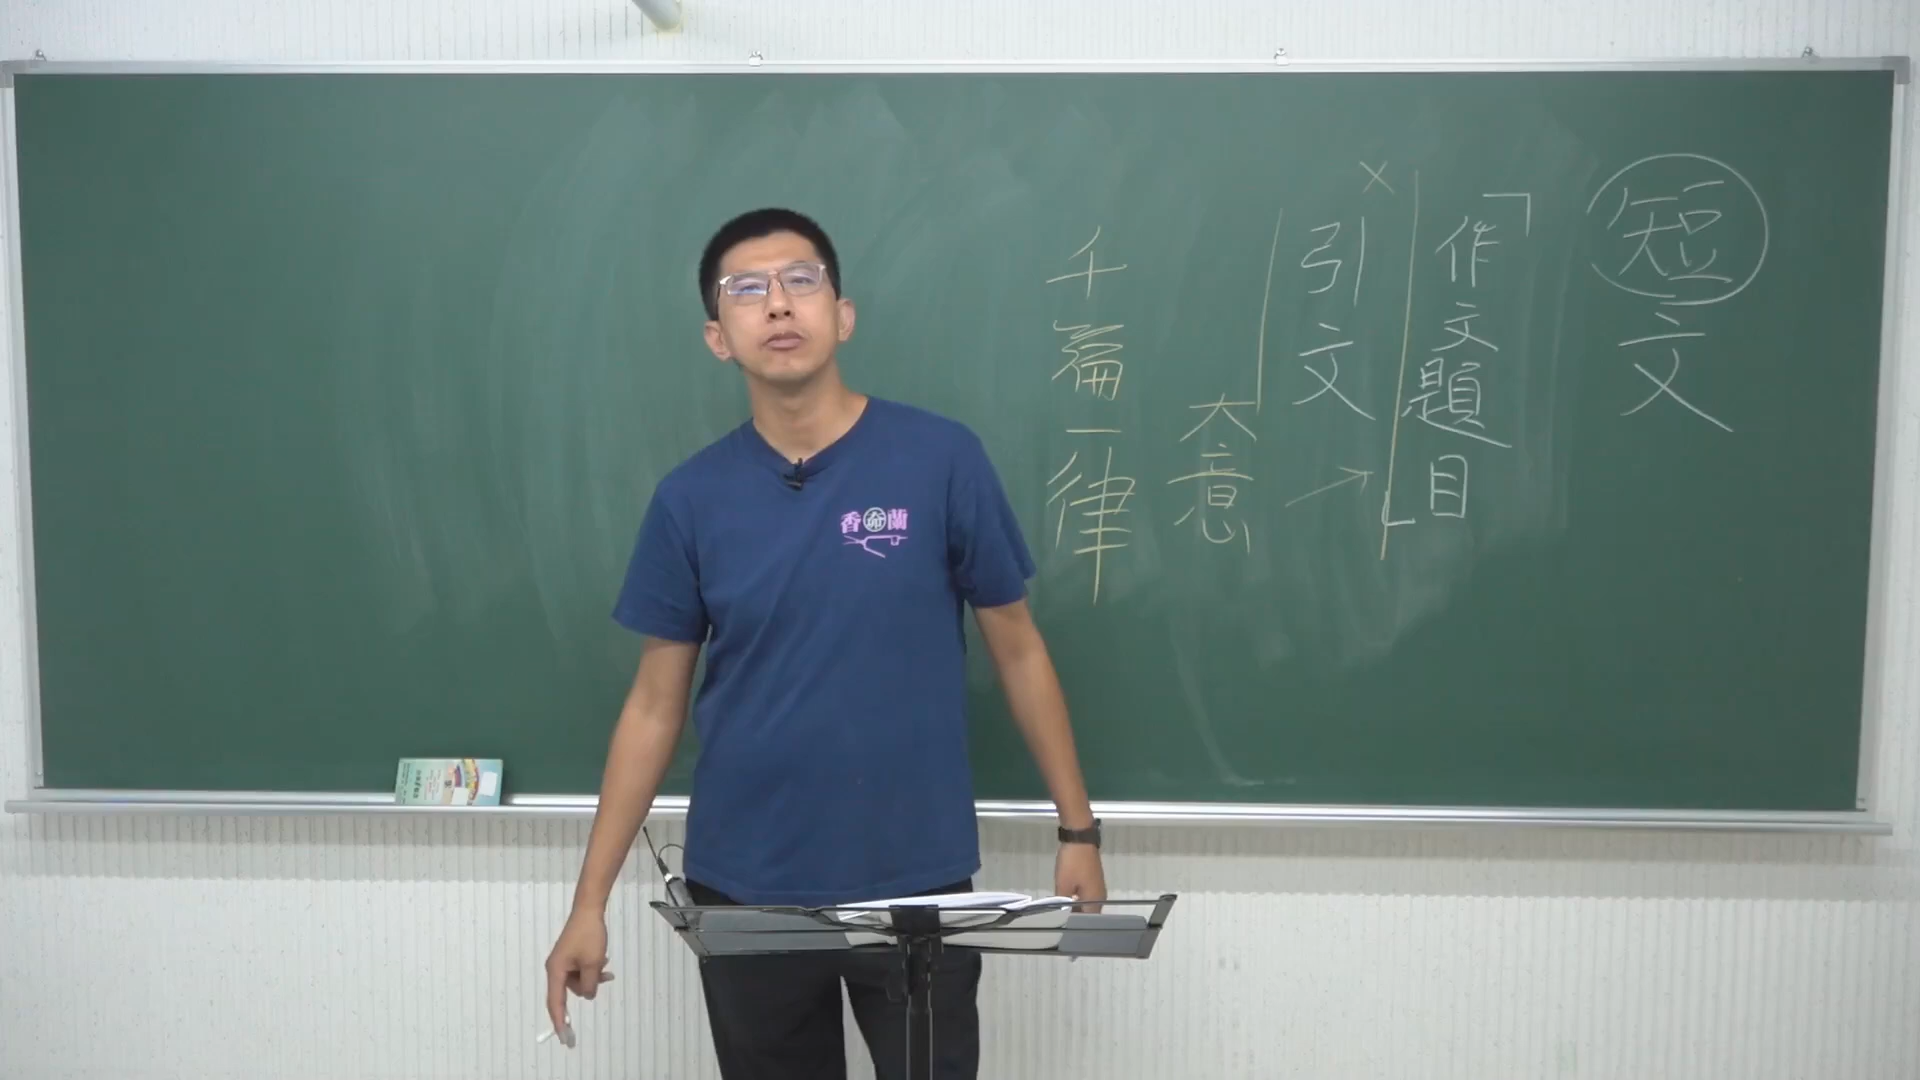 短文
「作文題目」
×
引文
→
大意
千篇一律
香蘭